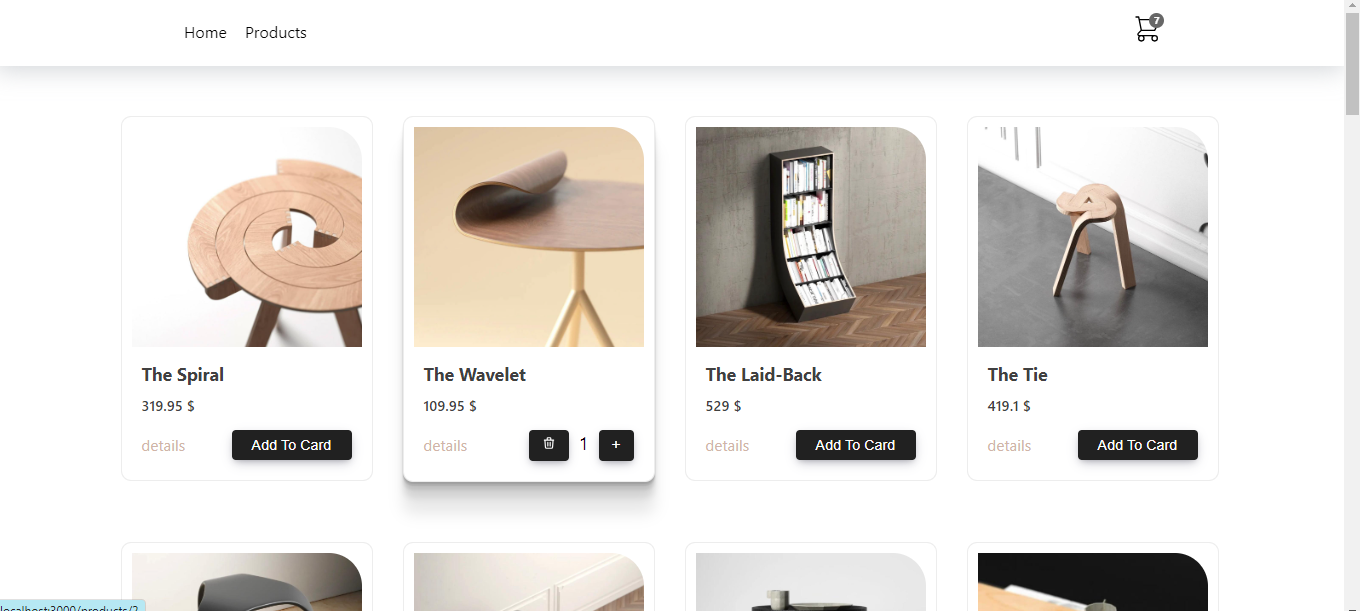 Home Products 7
The Spiral
319.95 $
details Add To Card
The Wavelet
109.95 $
details 1 +
The Laid-Back
529 $
details Add To Card
The Tie
419.1 $
details Add To Card
localhost:3000/products/2